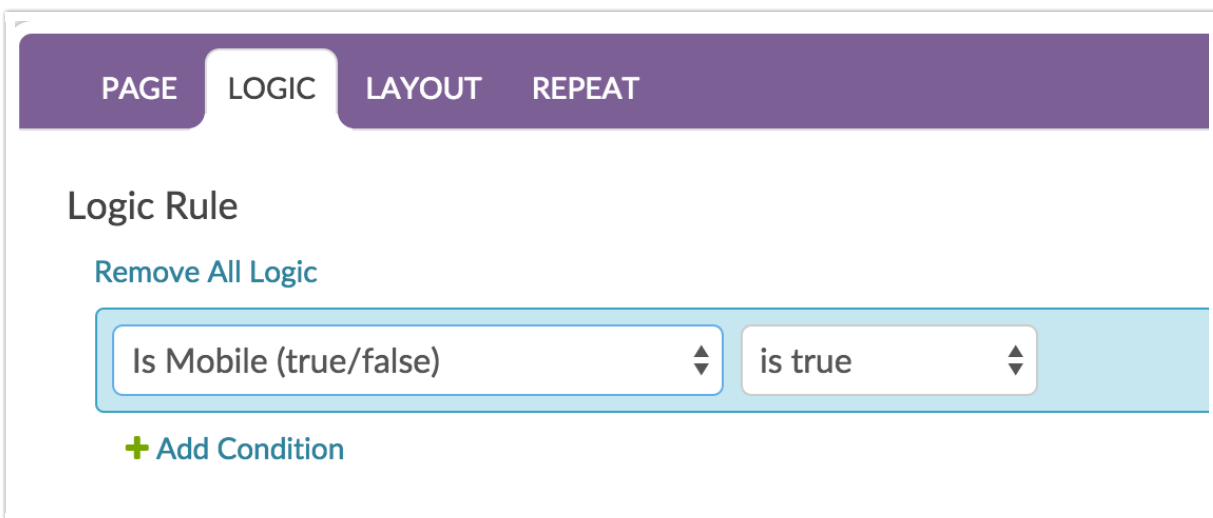 PAGE LOGIC LAYOUT REPEAT
Logic Rule
Remove All Logic
Is Mobile (true/false) is true
+ Add Condition